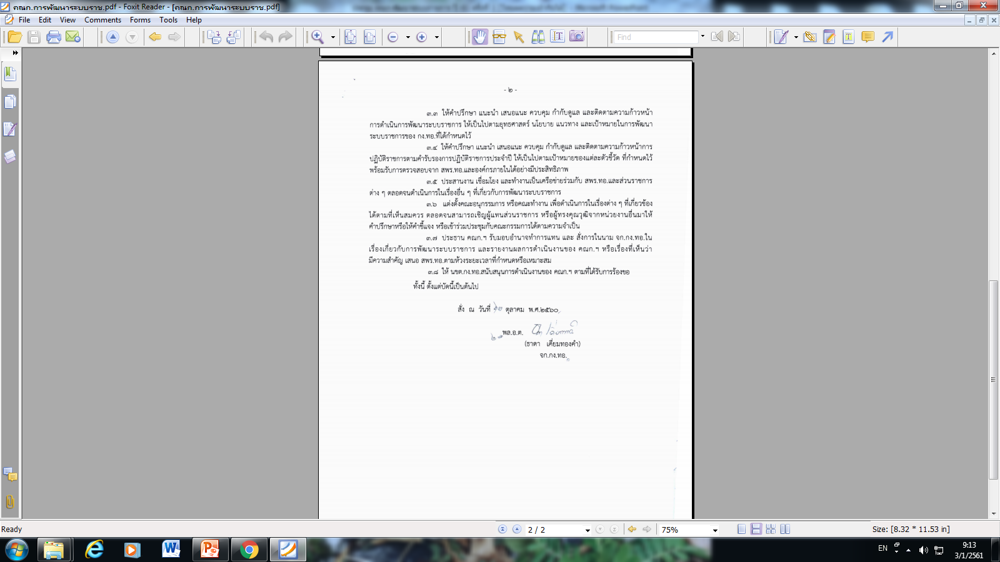 คณก.การพัฒนาระบบราช.pdf - Foxit Reader - [คณก.การพัฒนาระบบราช.pdf]
File Edit View Comments Forms Tools Help
Find
- ๒ -
๓.๓ ให้คำปรึกษา แนะนำ เสนอแนะ ควบคุม กำกับดูแล และติดตามความก้าวหน้า
การดำเนินการพัฒนาระบบราชการ ให้เป็นไปตามยุทธศาสตร์ นโยบาย แนวทาง และเป้าหมายในการพัฒนา
ระบบราชการของ กง.ทอ.ที่ได้กำหนดไว้
๓.๔ ให้คำปรึกษา แนะนำ เสนอแนะ ควบคุม กำกับดูแล และติดตามความก้าวหน้าการ
ปฏิบัติราชการตามคำรับรองการปฏิบัติราชการประจำปี ให้เป็นไปตามเป้าหมายของแต่ละตัวชี้วัด ที่กำหนดไว้
พร้อมรับการตรวจสอบจาก สพร.ทอ.และองค์กรภายในได้อย่างมีประสิทธิภาพ
๓.๕ ประสานงาน เชื่อมโยง และทำงานเป็นเครือข่ายร่วมกับ สพร.ทอ.และส่วนราชการ
ต่าง ๆ ตลอดจนดำเนินการในเรื่องอื่น ๆ ที่เกี่ยวกับการพัฒนาระบบราชการ
๓.๖ แต่งตั้งคณะอนุกรรมการ หรือคณะทำงาน เพื่อดำเนินการในเรื่องต่าง ๆ ที่เกี่ยวข้อง
ได้ตามที่เห็นสมควร ตลอดจนสามารถเชิญผู้แทนส่วนราชการ หรือผู้ทรงคุณวุฒิจากหน่วยงานอื่นมาให้
คำปรึกษาหรือให้คำชี้แจง หรือเข้าร่วมประชุมกับคณะกรรมการได้ตามความจำเป็น
๓.๗ ประธาน คณก.ฯ รับมอบอำนาจทำการแทน และ สั่งการในนาม จก.กง.ทอ.ใน
เรื่องเกี่ยวกับการพัฒนาระบบราชการ และรายงานผลการดำเนินงานของ คณก.ฯ หรือเรื่องที่เห็นว่า
มีความสำคัญ เสนอ สพร.ทอ.ตามห้วงระยะเวลาที่กำหนดหรือเหมาะสม
๓.๘ ให้ นขต.กง.ทอ.สนับสนุนการดำเนินงานของ คณก.ฯ ตามที่ได้รับการร้องขอ
ทั้งนี้ ตั้งแต่บัดนี้เป็นต้นไป
สั่ง ณ วันที่ ตุลาคม พ.ศ.๒๕๖๐
พล.อ.ต.
(ธาดา เคี่ยมทองคำ)
จก.กง.ทอ.
Ready
2 / 2
75%
Size: [8.32 * 11.53 in]
EN
9:13
3/1/2561